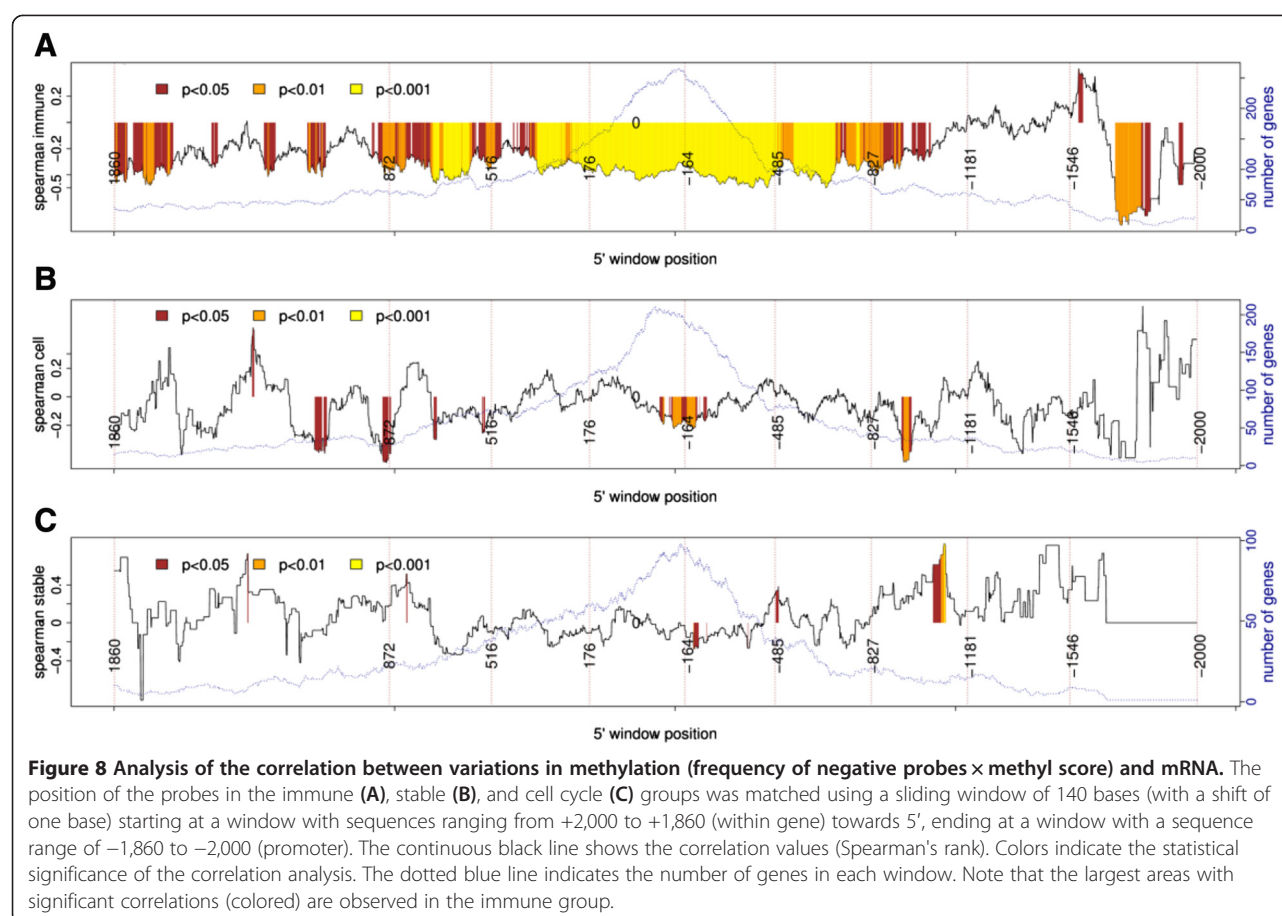 A
spearman immune
0.2
−0.2
−0.5
p<0.05 p<0.01 p<0.001
0
1860 872 516 176 −164 −485 −827 −1181 −1546 −2000
0 50 100 150 200
number of genes
5' window position
B
spearman cell
0.2
0
−0.2
p<0.05 p<0.01 p<0.001
0
1860 872 516 176 −164 −485 −827 −1181 −1546 −2000
0 50 100 150 200
number of genes
5' window position
C
spearman stable
0.4
0
−0.4
p<0.05 p<0.01 p<0.001
0
1860 872 516 176 −164 −485 −827 −1181 −1546 −2000
0 50 100
number of genes
5' window position
Figure 8 Analysis of the correlation between variations in methylation (frequency of negative probes × methyl score) and mRNA. The
position of the probes in the immune (A), stable (B), and cell cycle (C) groups was matched using a sliding window of 140 bases (with a shift of
one base) starting at a window with sequences ranging from +2,000 to +1,860 (within gene) towards 5′, ending at a window with a sequence
range of −1,860 to −2,000 (promoter). The continuous black line shows the correlation values (Spearman's rank). Colors indicate the statistical
significance of the correlation analysis. The dotted blue line indicates the number of genes in each window. Note that the largest areas with
significant correlations (colored) are observed in the immune group.